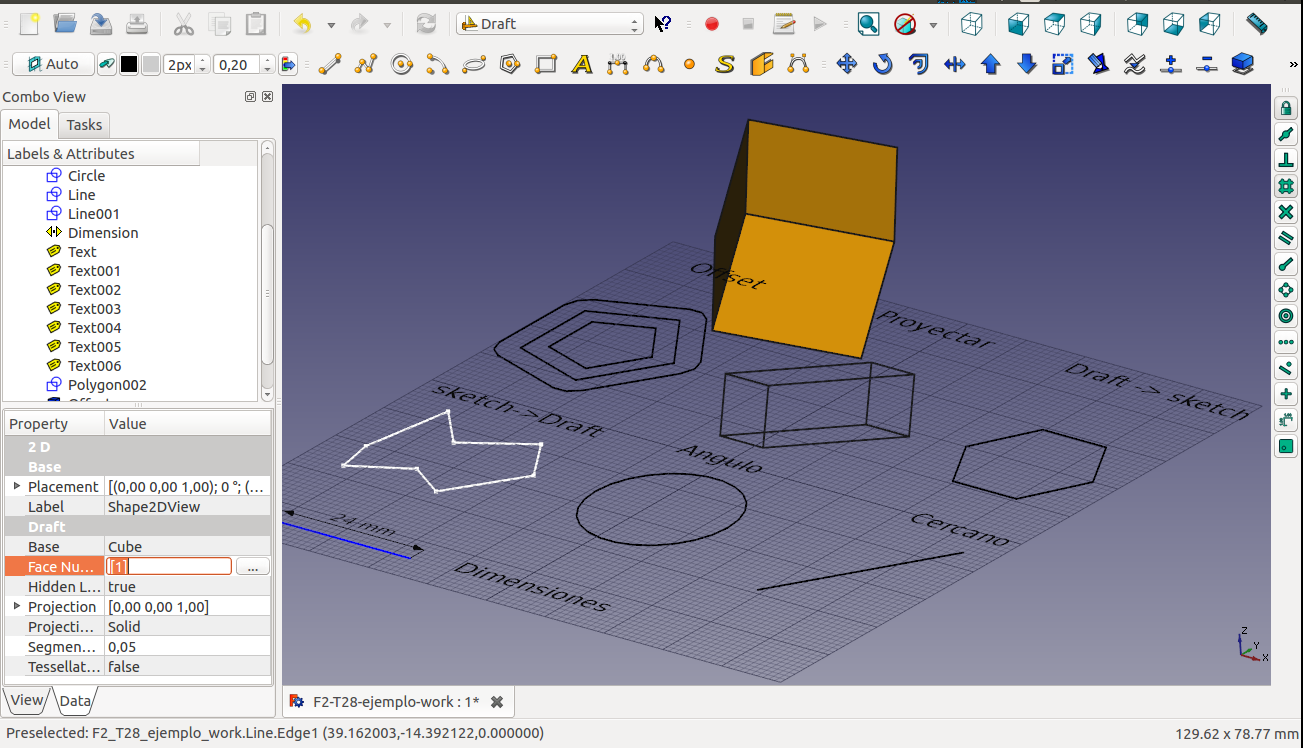 Draft
Auto
2px
0,20
»
Combo View
Model
Tasks
Labels & Attributes
Circle
Line
Line001
Dimension
Text
Text001
Text002
Text003
Text004
Text005
Text006
Polygon002
Property Value
2 D
Base
Placement [(0,00 0,00 1,00); 0 °; (...
Label Shape2DView
Draft
Base Cube
Face Nu... [1]
...
Hidden L... true
Projection [0,00 0,00 1,00]
Projecti... Solid
Segmen... 0,05
Tessellat... false
View
Data
Offset
Proyectar
Draft -> sketch
sketch->Draft
Angulo
Cercano
24 mm
Dimensiones
Z
Y
X
F2-T28-ejemplo-work : 1*
Preselected: F2_T28_ejemplo_work.Line.Edge1 (39.162003,-14.392122,0.000000)
129.62 x 78.77 mm